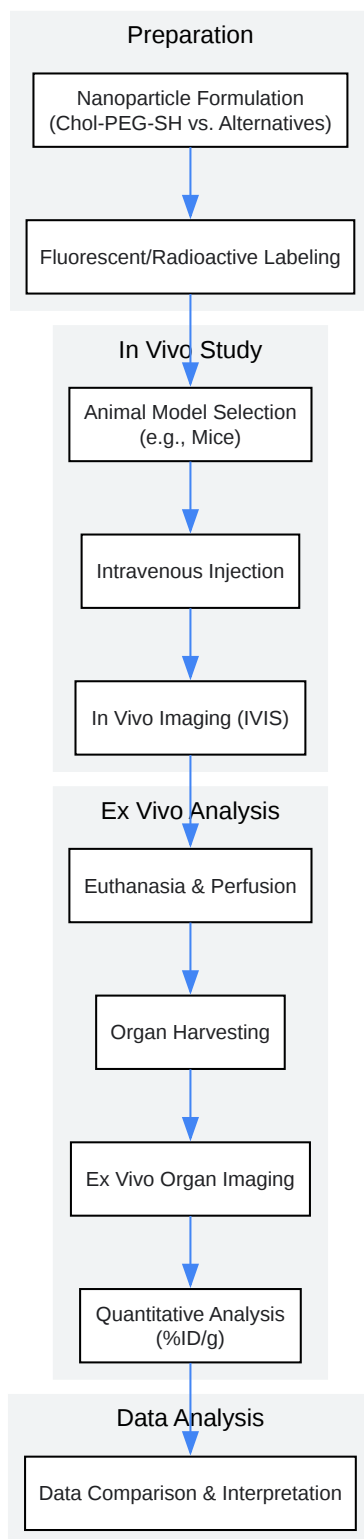 Preparation
Nanoparticle Formulation
(Chol-PEG-SH vs. Alternatives)
Fluorescent/Radioactive Labeling
In Vivo Study
Animal Model Selection
(e.g., Mice)
Intravenous Injection
In Vivo Imaging (IVIS)
Ex Vivo Analysis
Euthanasia & Perfusion
Organ Harvesting
Ex Vivo Organ Imaging
Quantitative Analysis
(%ID/g)
Data Analysis
Data Comparison & Interpretation